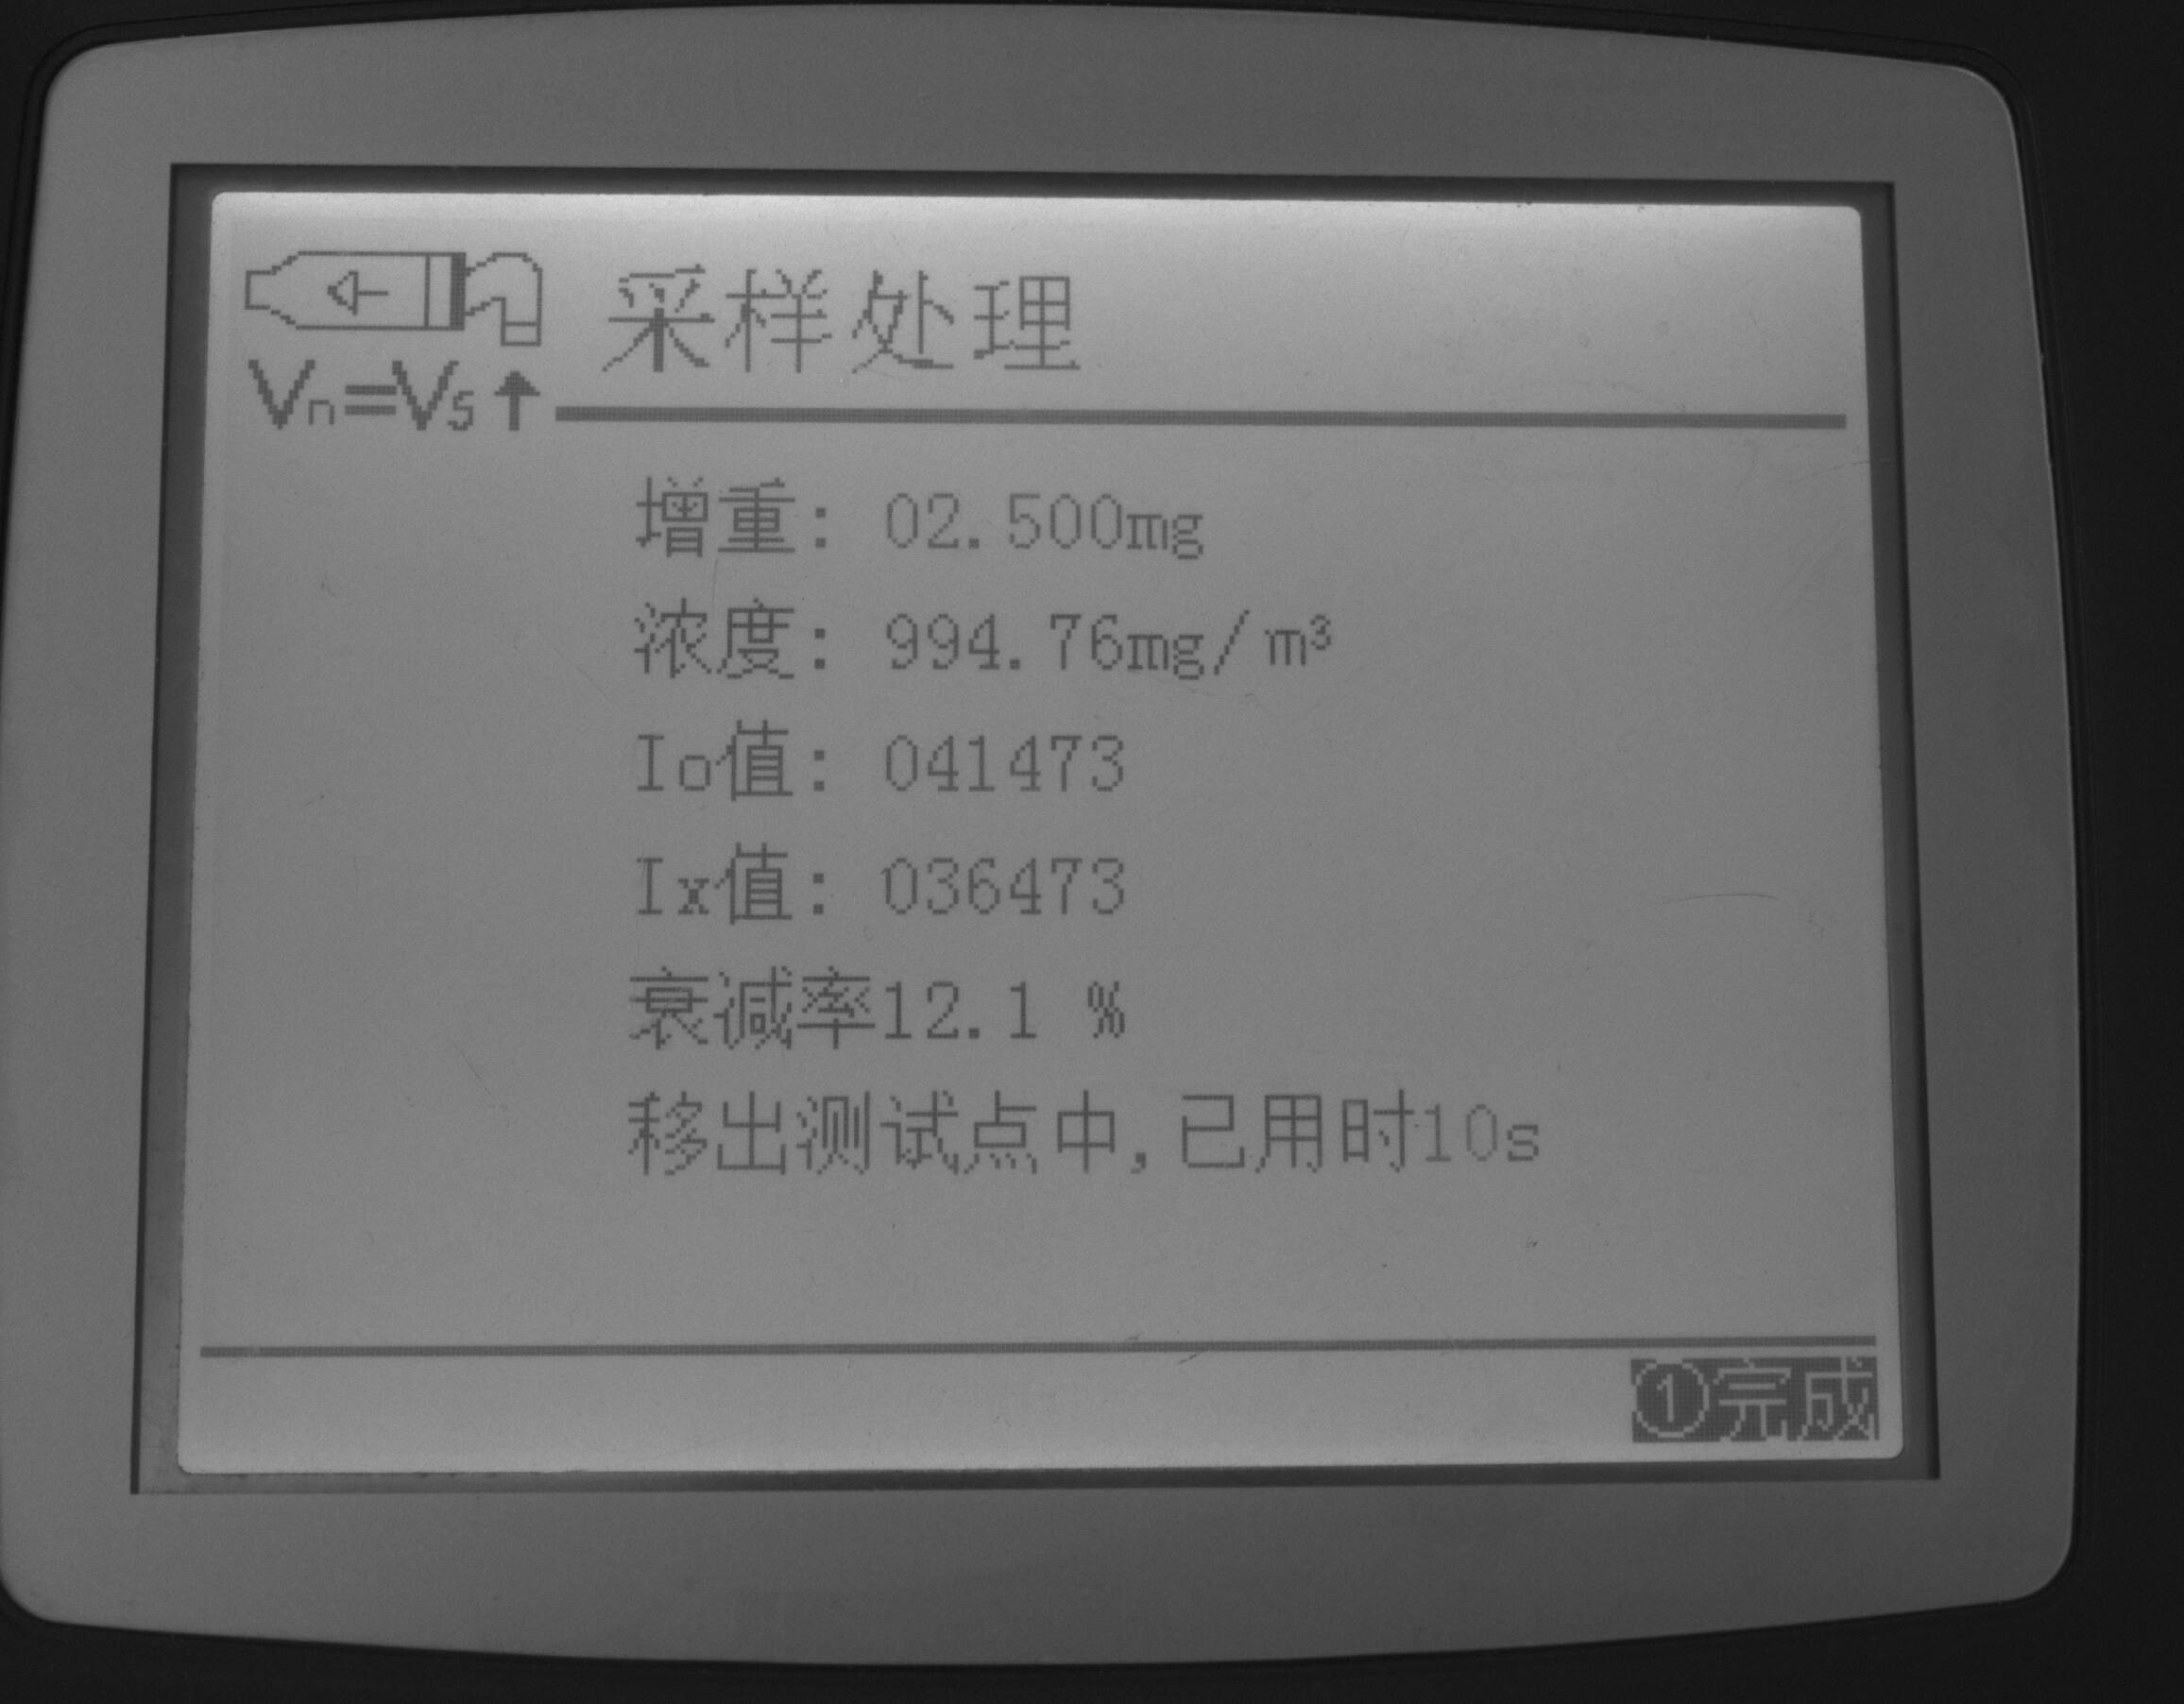 采样处理
Vn=Vs↑
增重: 02.500mg
浓度: 994.76mg/m³
Io值: 041473
Ix值: 036473
衰减率12.1 %
移出测试点中,已用时10s
①完成